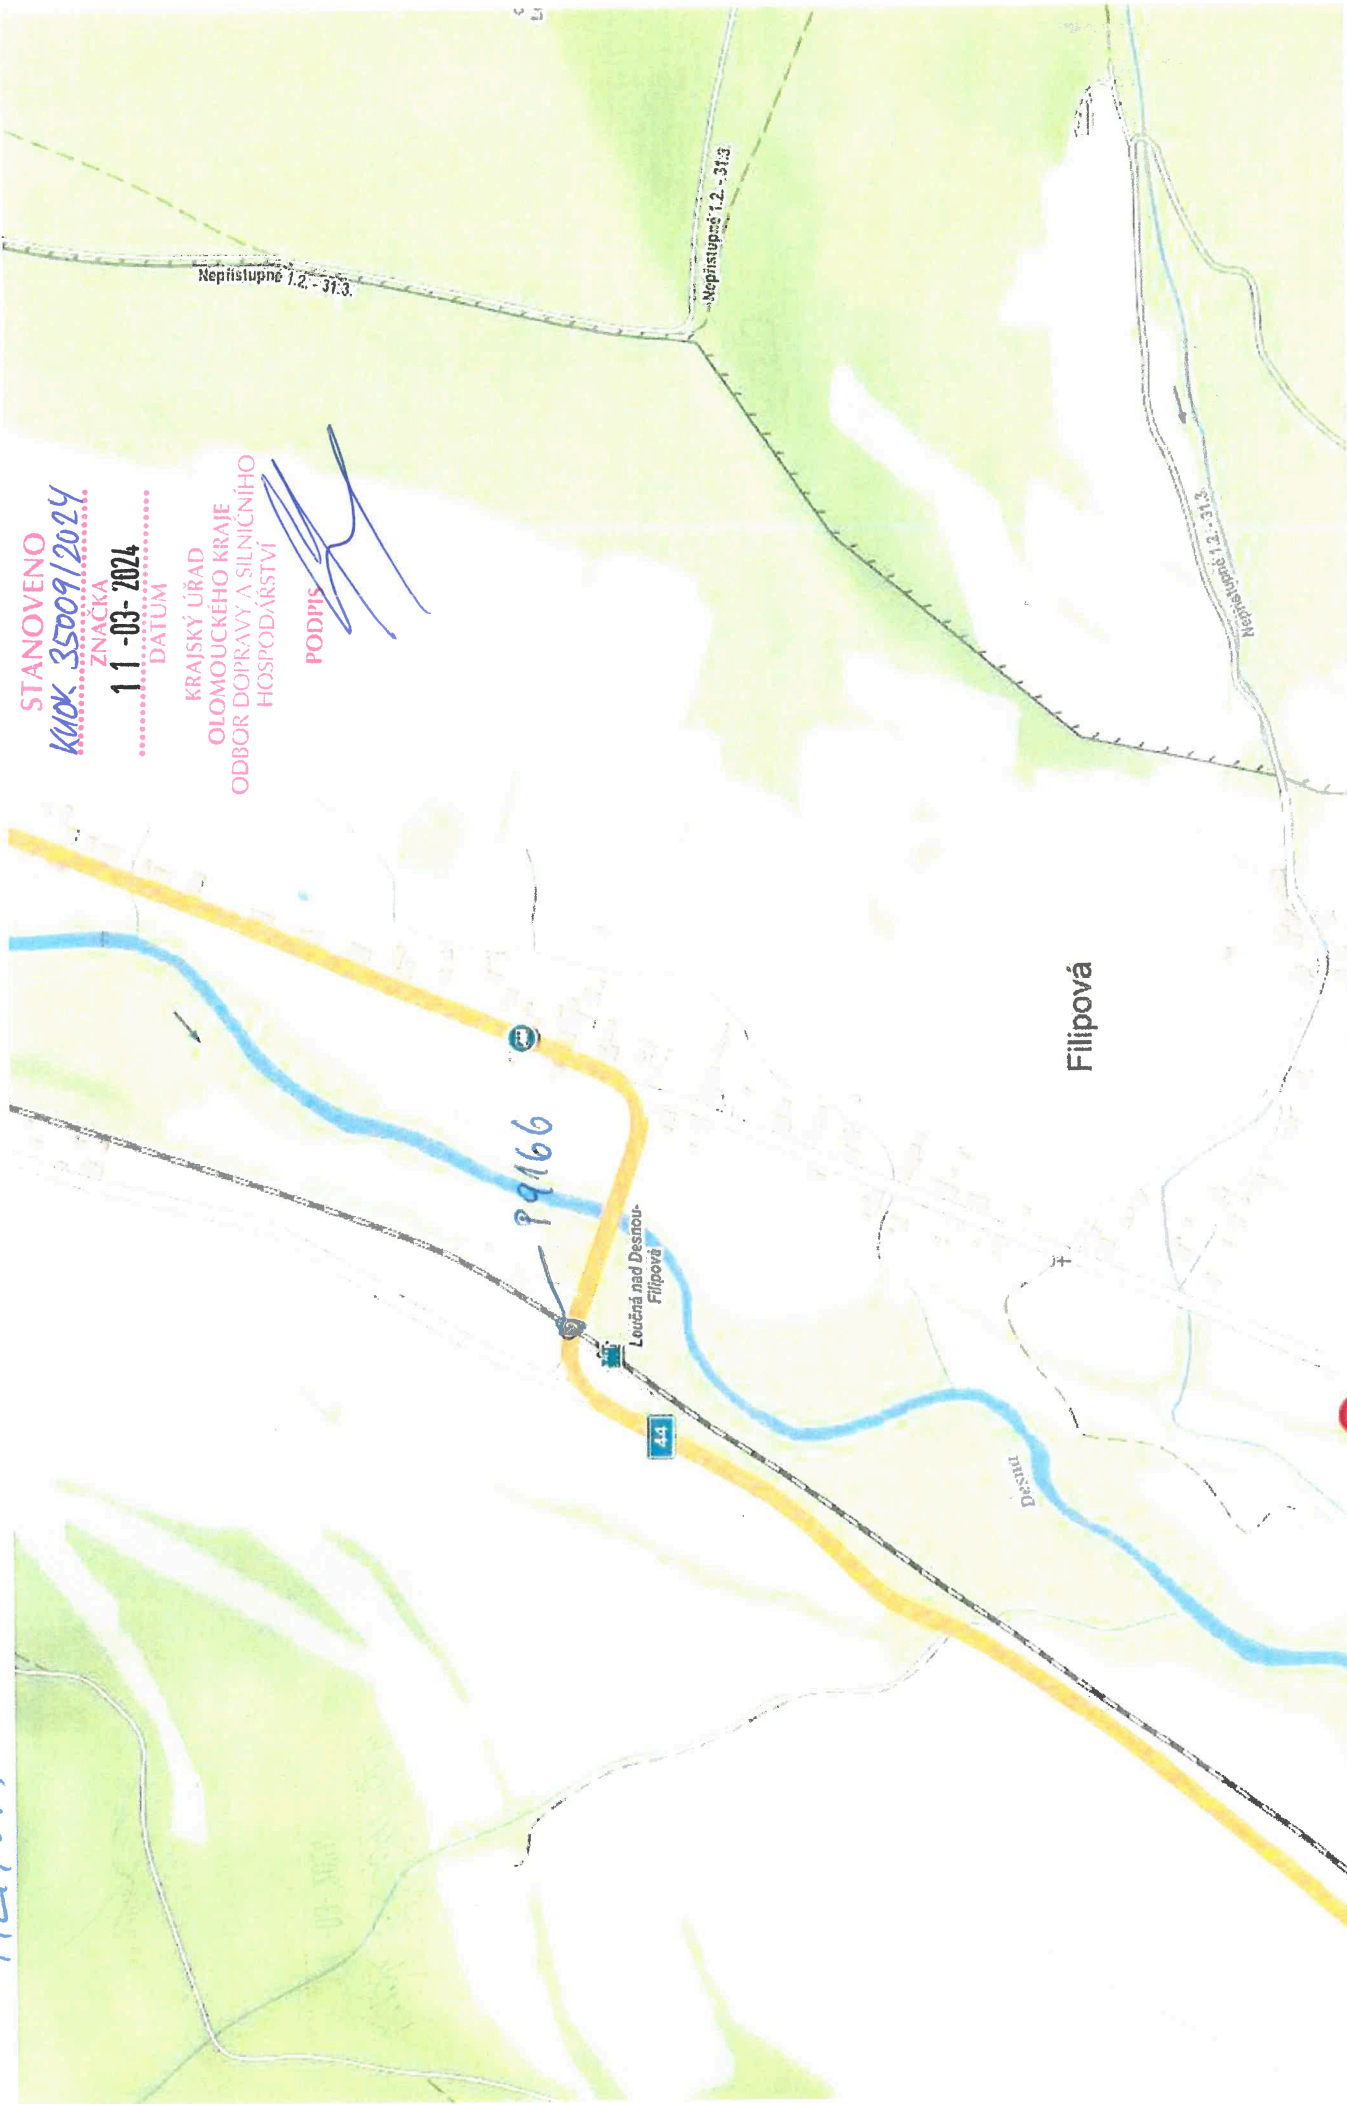 STANOVENO
KUOK 35009/2024
ZNAČKA
11-03-2024
DATUM
KRAJSKÝ ÚŘAD
OLOMOUCKÉHO KRAJE
ODBOR DOPRAVY A SILNIČNÍHO
HOSPODÁŘSTVÍ
PODPIS
Nepřístupné 1.2. - 31.3.
Nepřístupné 1.2. - 31.3.
Nepřístupné 1.2. - 31.3.
P9166
Loučná nad Desnou-
Filipová
44
Filipová
Desná